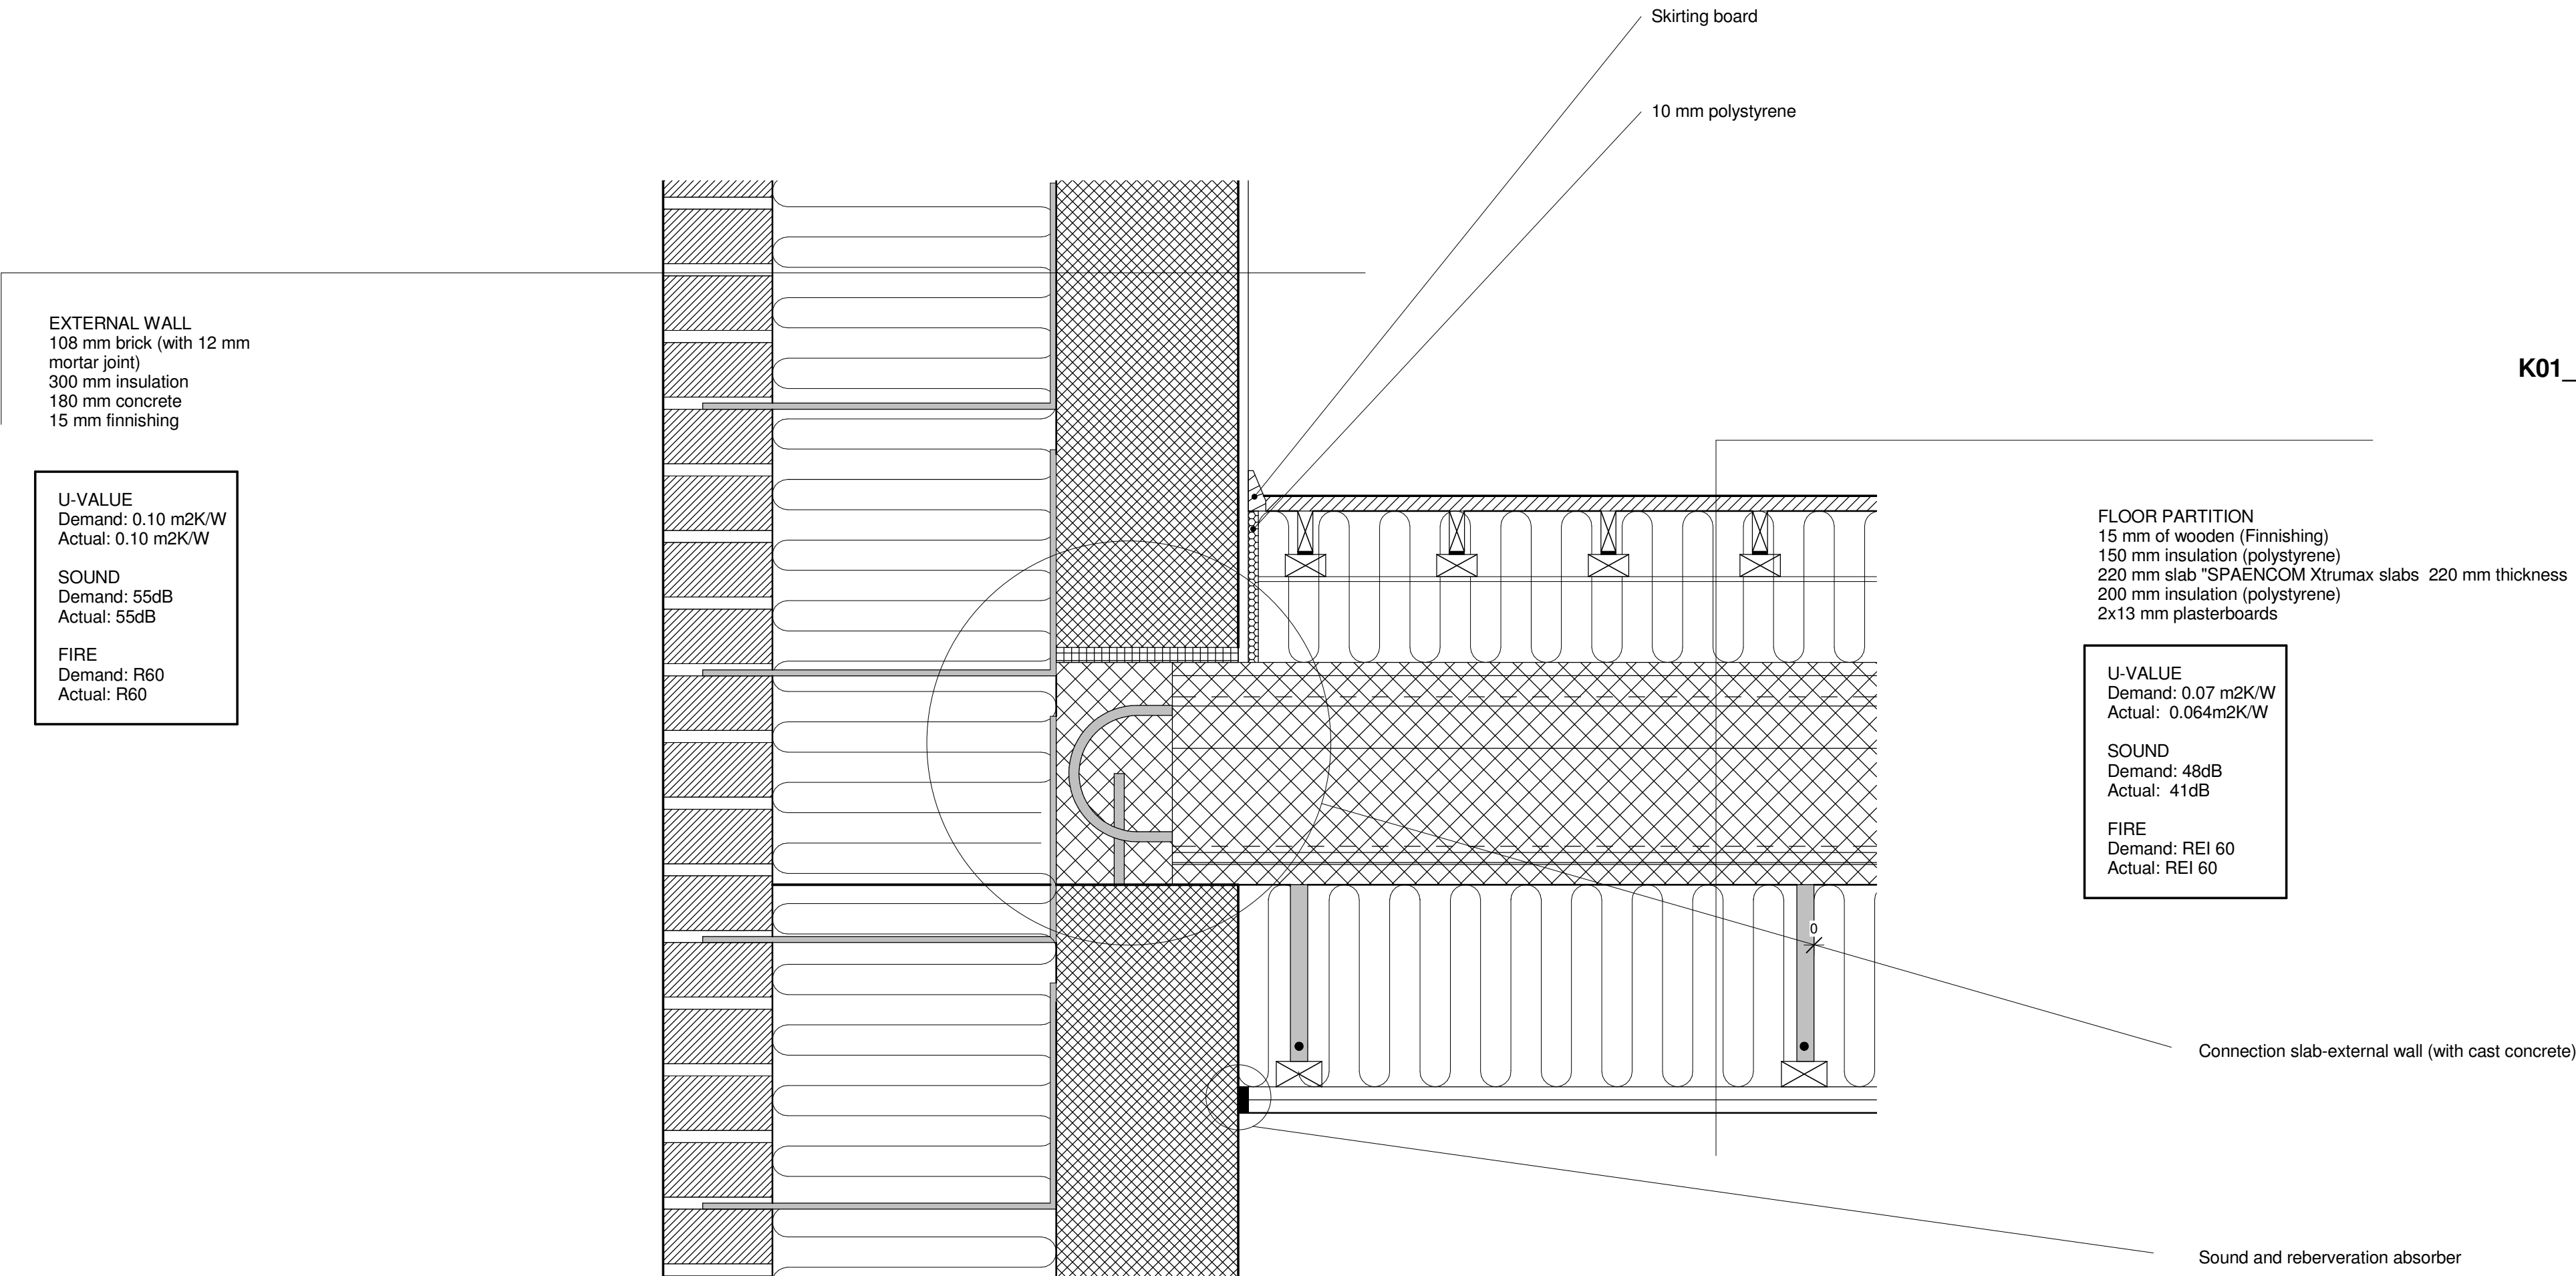 Skirting board
10 mm polystyrene
EXTERNAL WALL
108 mm brick (with 12 mm
mortar joint)
300 mm insulation
180 mm concrete
15 mm finnishing
U-VALUE
Demand: 0.10 m2K/W
Actual: 0.10 m2K/W
SOUND
Demand: 55dB
Actual: 55dB
FIRE
Demand: R60
Actual: R60
K01_
FLOOR PARTITION
15 mm of wooden (Finnishing)
150 mm insulation (polystyrene)
220 mm slab "SPAENCOM Xtrumax slabs  220 mm thickness
200 mm insulation (polystyrene)
2x13 mm plasterboards
U-VALUE
Demand: 0.07 m2K/W
Actual:  0.064m2K/W
SOUND
Demand: 48dB
Actual:  41dB
FIRE
Demand: REI 60
Actual: REI 60
0
Connection slab-external wall (with cast concrete)
Sound and reberveration absorber